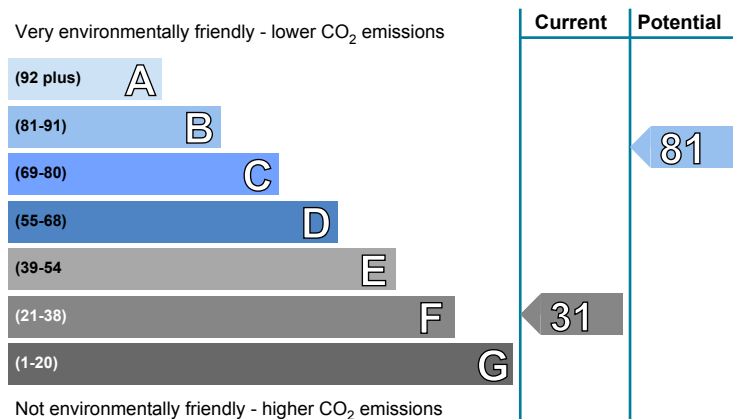 Very environmentally friendly - lower CO₂ emissions
Current
Potential
(92 plus) A
(81-91) B
81
(69-80) C
(55-68) D
(39-54 E
(21-38) F
31
(1-20) G
Not environmentally friendly - higher CO₂ emissions